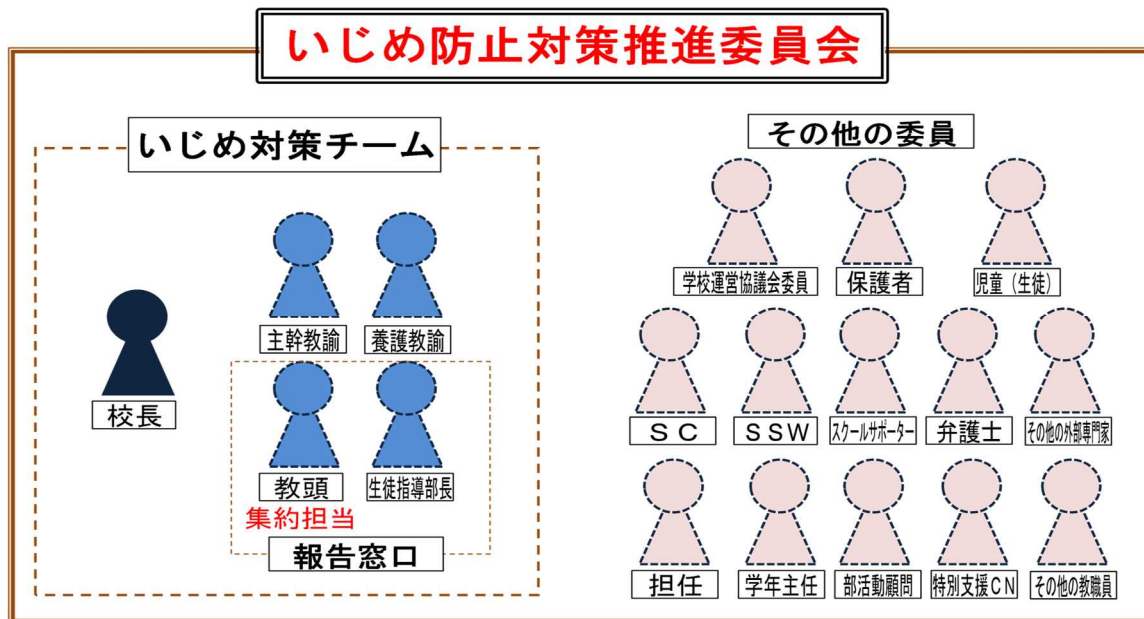 いじめ防止対策推進委員会
いじめ対策チーム
校長
主幹教諭
養護教諭
教頭
生徒指導部長
集約担当
報告窓口
その他の委員
学校運営協議会委員
保護者
児童（生徒）
ＳＣ
ＳＳＷ
スクールサポーター
弁護士
その他の外部専門家
担任
学年主任
部活動顧問
特別支援ＣＮ
その他の教職員